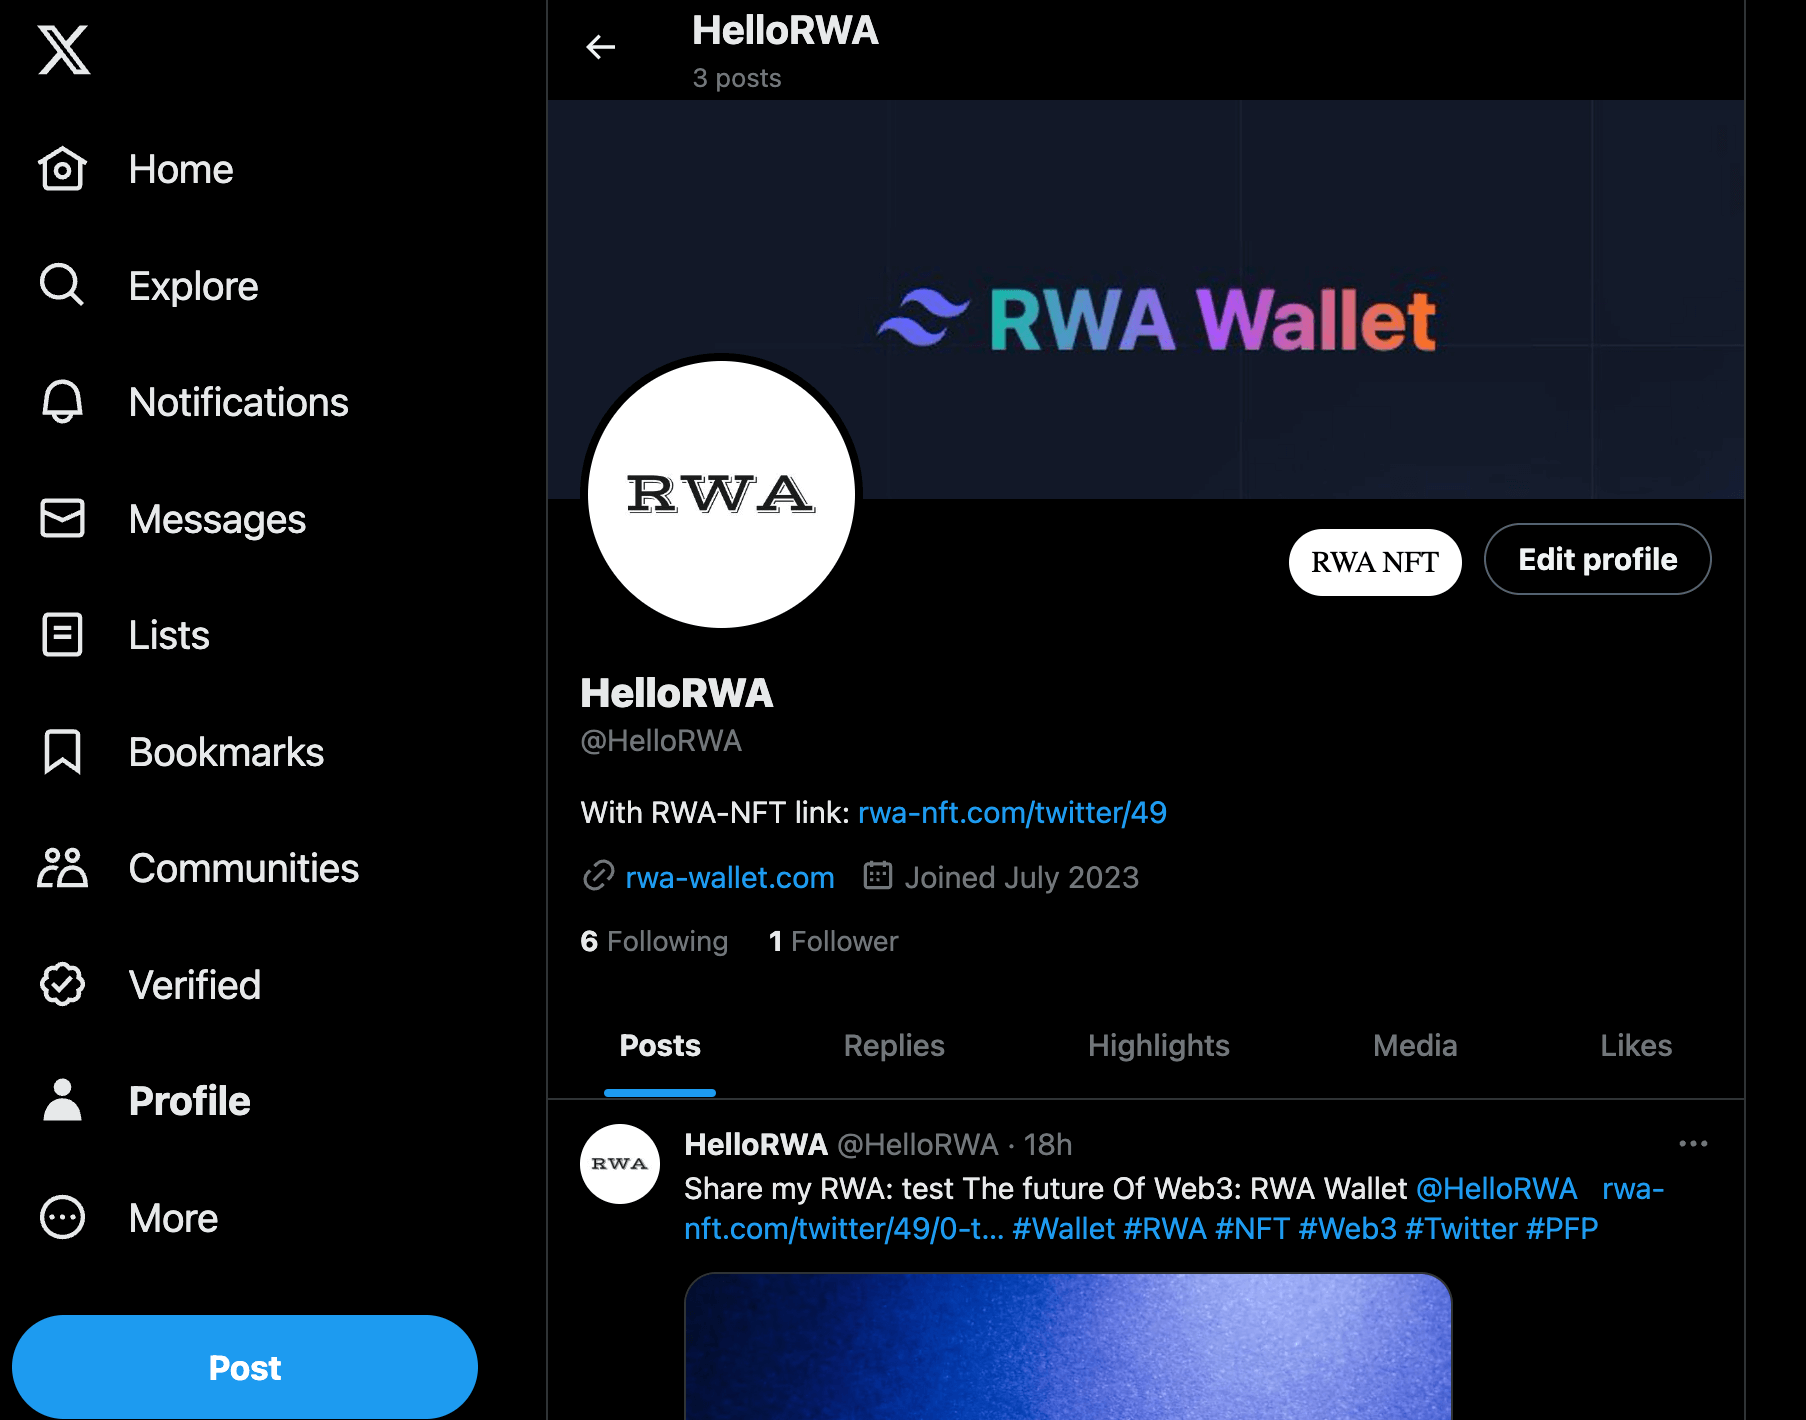 Home
Explore
Notifications
Messages
Lists
Bookmarks
Communities
Verified
Profile
More
Post
HelloRWA
3 posts
RWA Wallet
RWA
RWA NFT
Edit profile
HelloRWA
@HelloRWA
With RWA-NFT link: rwa-nft.com/twitter/49
rwa-wallet.com Joined July 2023
6 Following 1 Follower
Posts Replies Highlights Media Likes
RWA
HelloRWA @HelloRWA · 18h
Share my RWA: test The future Of Web3: RWA Wallet @HelloRWA rwa-
nft.com/twitter/49/0-t... #Wallet #RWA #NFT #Web3 #Twitter #PFP